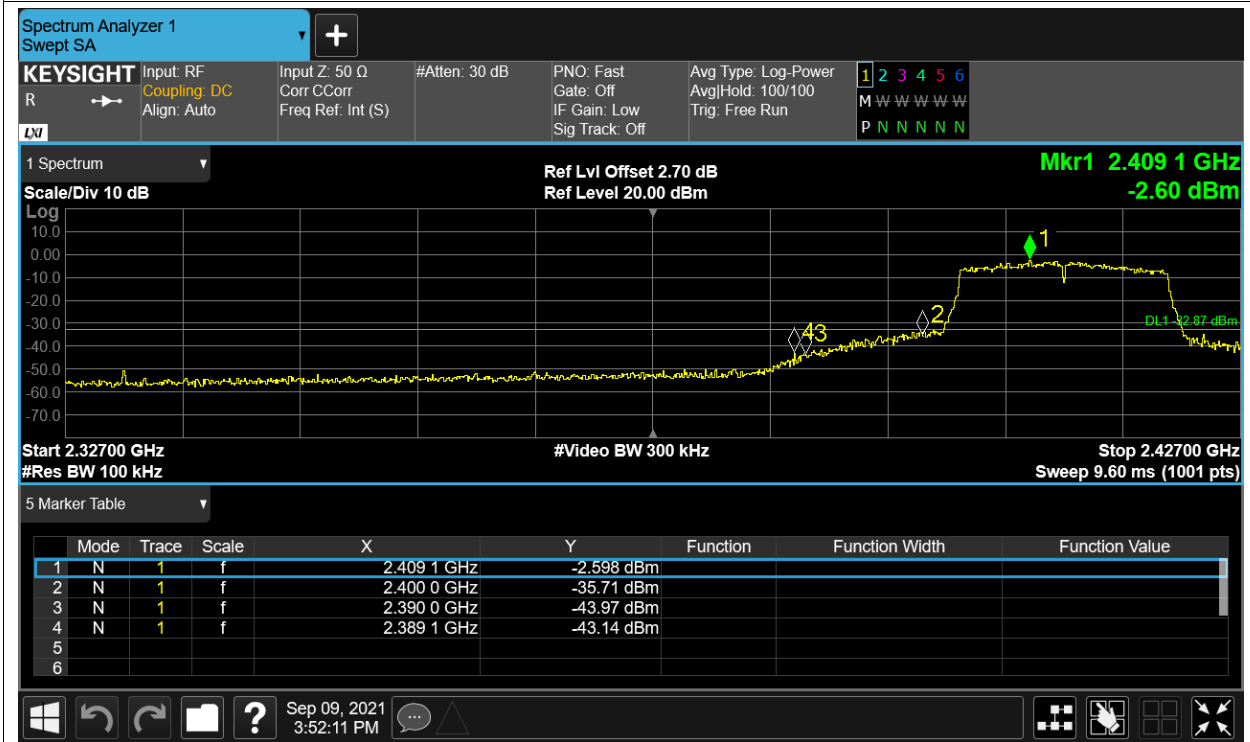 Spectrum Analyzer 1
Swept SA
KEYSIGHT
R
LXI
Input: RF
Coupling: DC
Align: Auto
Input Z: 50 Ω
Corr CCorr
Freq Ref: Int (S)
#Atten: 30 dB
PNO: Fast
Gate: Off
IF Gain: Low
Sig Track: Off
Avg Type: Log-Power
Avg|Hold: 100/100
Trig: Free Run
1 2 3 4 5 6
M W W W W W
P N N N N N
1 Spectrum
Scale/Div 10 dB
Ref Lvl Offset 2.70 dB
Ref Level 20.00 dBm
Mkr1 2.409 1 GHz
-2.60 dBm
Log
10.0
0.00
-10.0
-20.0
-30.0
-40.0
-50.0
-60.0
-70.0
1
2
43
DL1 -32.87 dBm
Start 2.32700 GHz
#Res BW 100 kHz
#Video BW 300 kHz
Stop 2.42700 GHz
Sweep 9.60 ms (1001 pts)
5 Marker Table
Mode Trace Scale X Y Function Function Width Function Value
1 N 1 f 2.409 1 GHz -2.598 dBm
2 N 1 f 2.400 0 GHz -35.71 dBm
3 N 1 f 2.390 0 GHz -43.97 dBm
4 N 1 f 2.389 1 GHz -43.14 dBm
5
6
?
Sep 09, 2021
3:52:11 PM